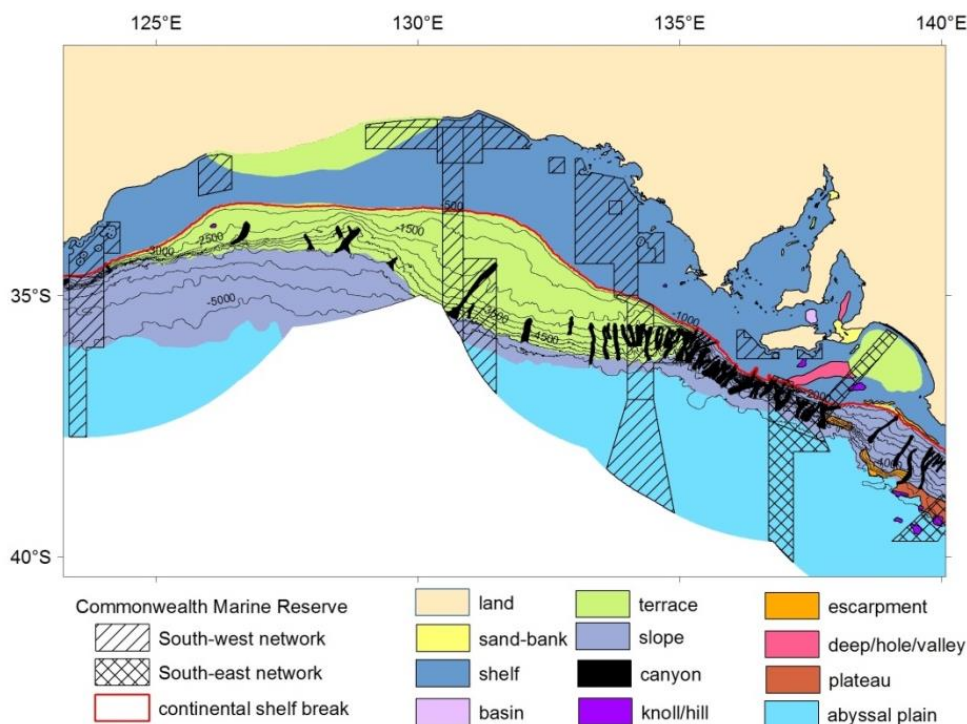 125°E 130°E 135°E 140°E
500
-1500
-2500
-3000
35°S
-5000
-1000
-4500
-4000
40°S
Commonwealth Marine Reserve
South-west network
South-east network
continental shelf break
land
sand-bank
shelf
basin
terrace
slope
canyon
knoll/hill
escarpment
deep/hole/valley
plateau
abyssal plain